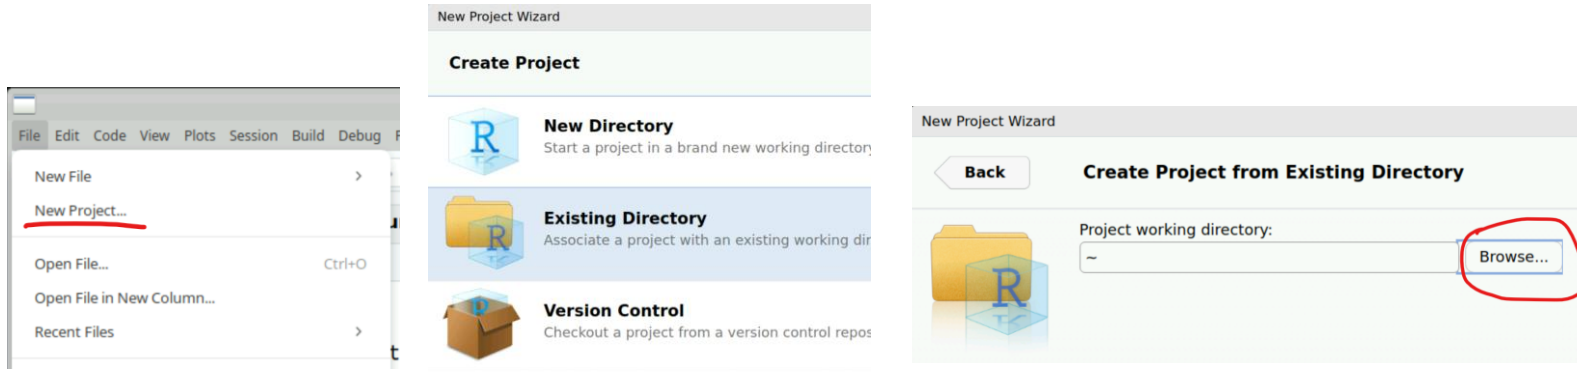 File Edit Code View Plots Session Build Debug
New File
New Project...
Open File...
Ctrl+O
Open File in New Column...
Recent Files
New Project Wizard
Create Project
R
New Directory
Start a project in a brand new working directory
R
Existing Directory
Associate a project with an existing working dir
R
Version Control
Checkout a project from a version control repos
New Project Wizard
Back
Create Project from Existing Directory
R
Project working directory:
~
Browse...